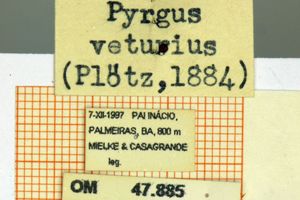 Pyrgus
veturius
(Plötz,1884)
7-XII-1997 PAI INÁCIO,
PALMEIRAS, BA, 800 m
MIELKE & CASAGRANDE
leg.
OM 47.885